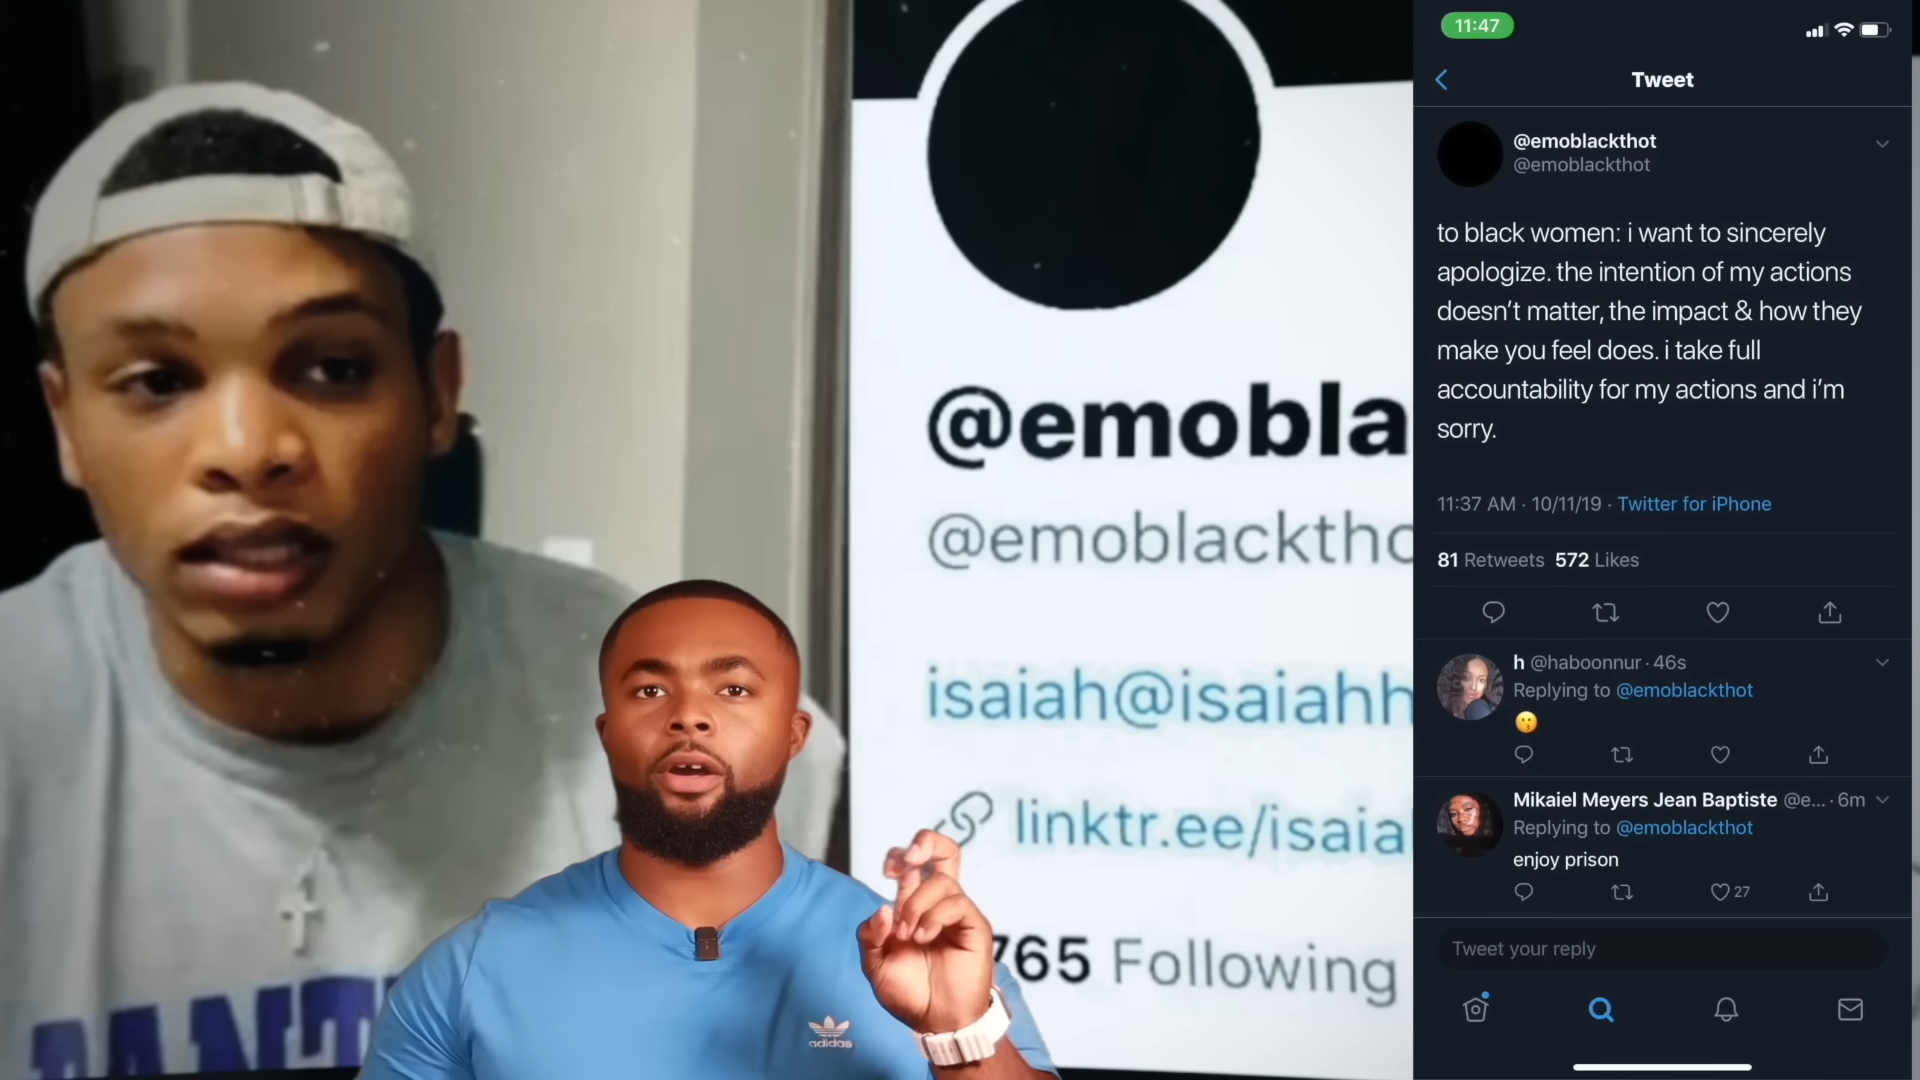 @emobla
@emoblacktho
isaiah@isaiahh
linktr.ee/isaia
765 Following
adidas
11:47
Tweet
@emoblackthot
@emoblackthot
to black women: i want to sincerely
apologize. the intention of my actions
doesn’t matter, the impact & how they
make you feel does. i take full
accountability for my actions and i’m
sorry.
11:37 AM · 10/11/19 · Twitter for iPhone
81 Retweets 572 Likes
h @haboonnur · 46s
Replying to @emoblackthot
😗
Mikaiel Meyers Jean Baptiste @e... · 6m
Replying to @emoblackthot
enjoy prison
27
Tweet your reply